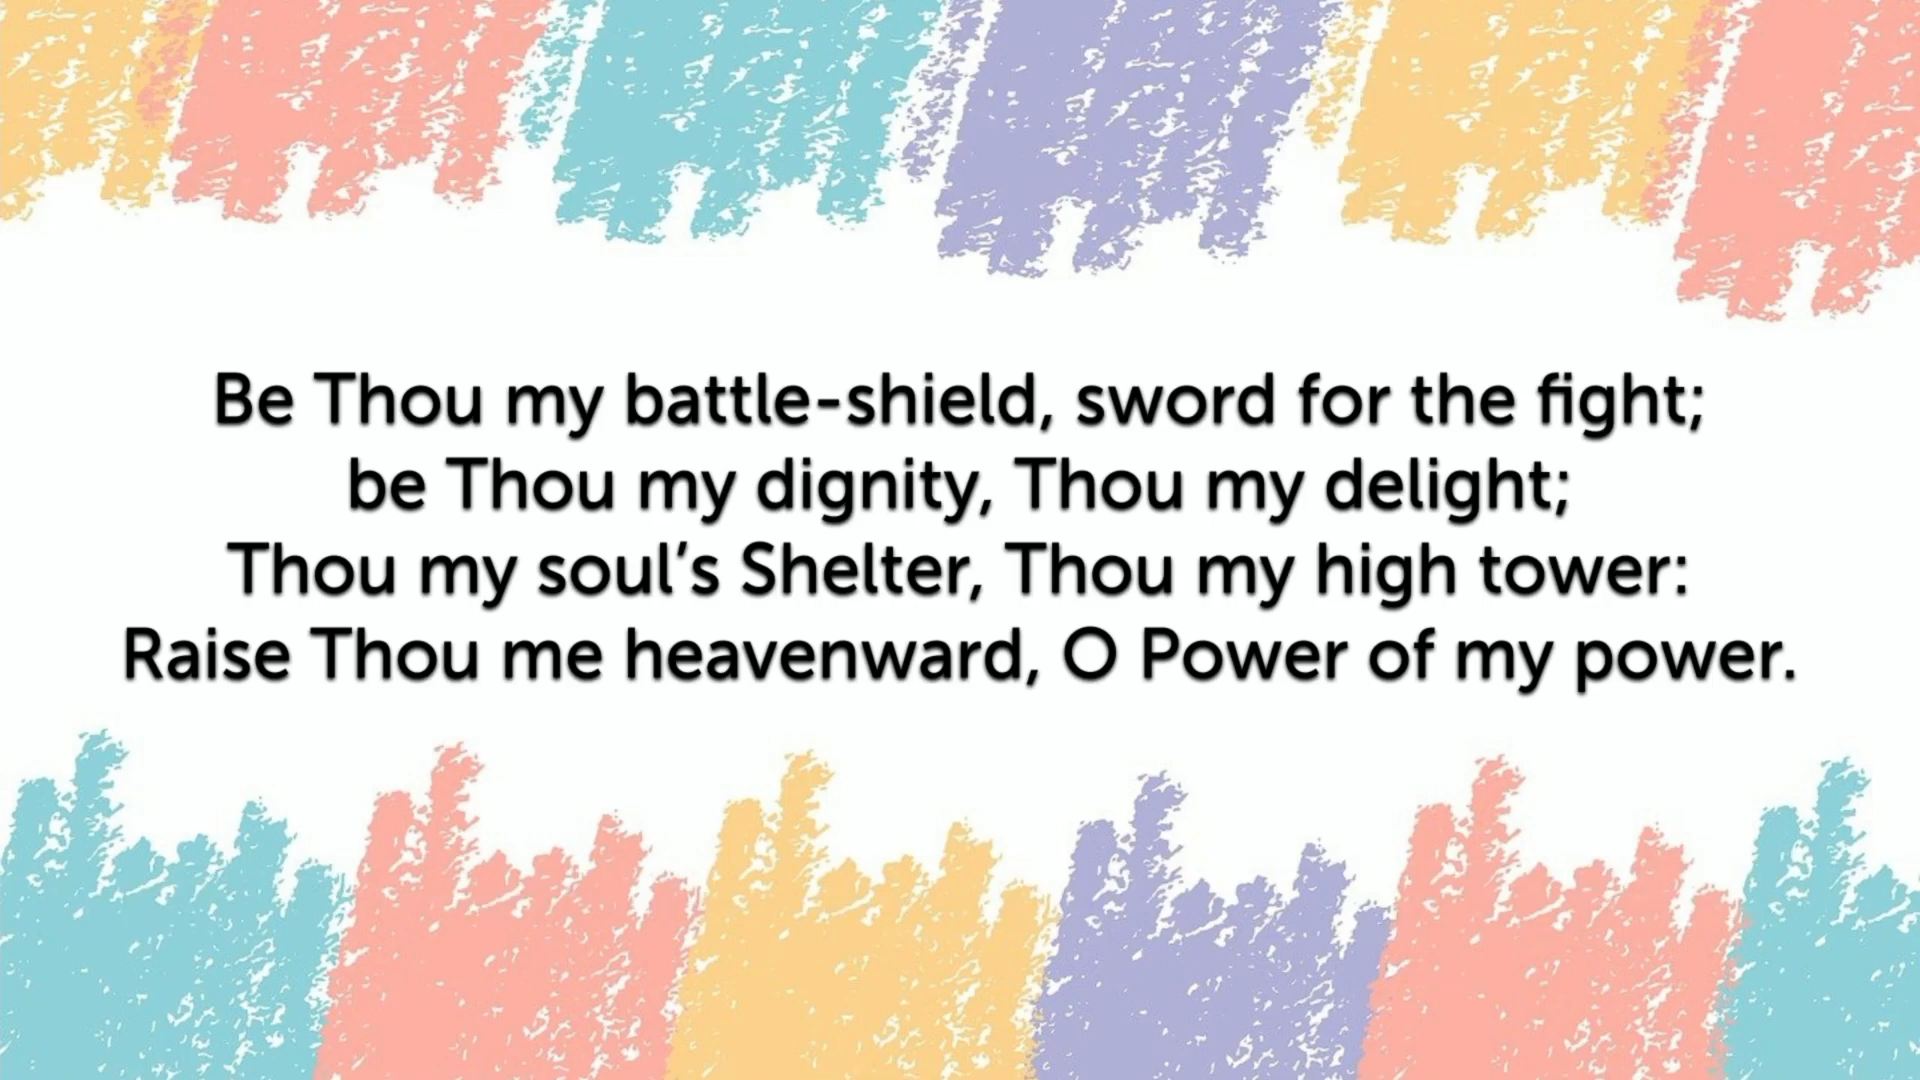 Be Thou my battle-shield, sword for the fight;
be Thou my dignity, Thou my delight;
Thou my soul’s Shelter, Thou my high tower:
Raise Thou me heavenward, O Power of my power.